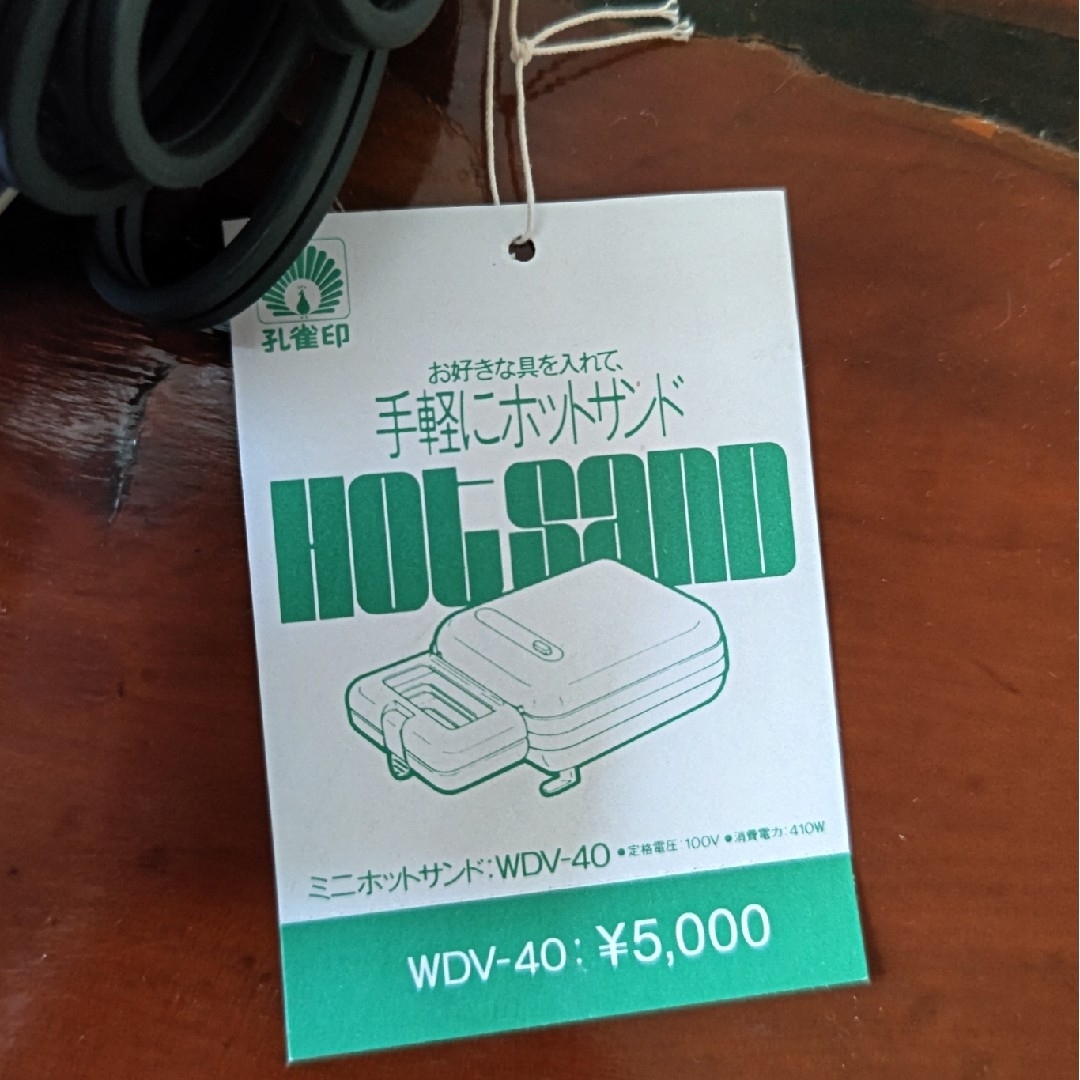 孔雀印
お好きな具を入れて、
手軽にホットサンド
HOT SAND
ミニホットサンド:WDV-40 ●定格電圧:100V ●消費電力:410W
WDV-40:¥5,000